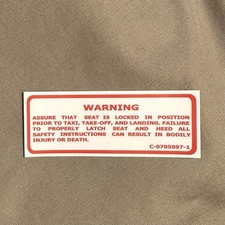 WARNING
ASSURE THAT SEAT IS LOCKED IN POSITION
PRIOR TO TAXI, TAKE-OFF, AND LANDING. FAILURE
TO PROPERLY LATCH SEAT AND HEED ALL
SAFETY INSTRUCTIONS CAN RESULT IN BODILY
INJURY OR DEATH.
C-0705097-1